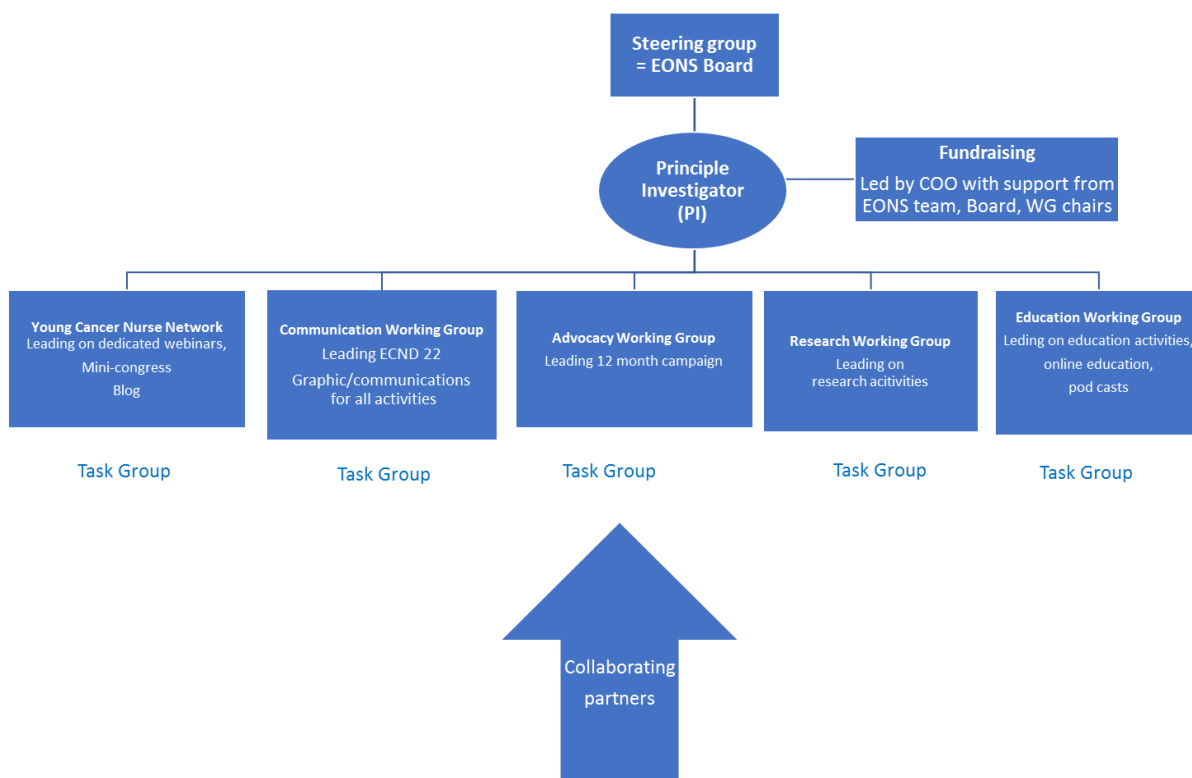 Steering group
= EONS Board
Principle
Investigator
(PI)
Fundraising
Led by COO with support from
EONS team, Board, WG chairs
Young Cancer Nurse Network
Leading on dedicated webinars,
Mini-congress
Blog
Communication Working Group
Leading ECND 22
Graphic/communications
for all activities
Advocacy Working Group
Leading 12 month campaign
Research Working Group
Leading on
research acitivities
Education Working Group
Leding on education activities,
online education,
pod casts
Task Group
Task Group
Task Group
Task Group
Task Group
Collaborating
partners